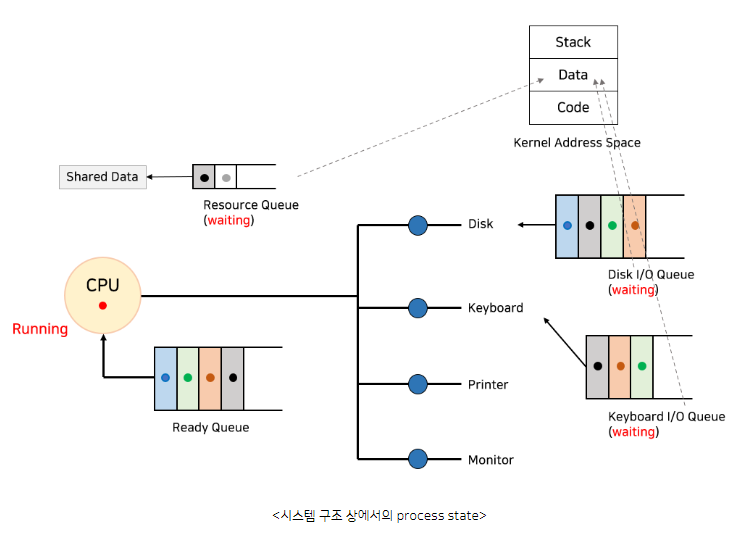 Stack
Data
Code
Kernel Address Space
Shared Data
Resource Queue
(waiting)
Disk
Disk I/O Queue
(waiting)
CPU
Running
Keyboard
Keyboard I/O Queue
(waiting)
Ready Queue
Printer
Monitor
<시스템 구조 상에서의 process state>